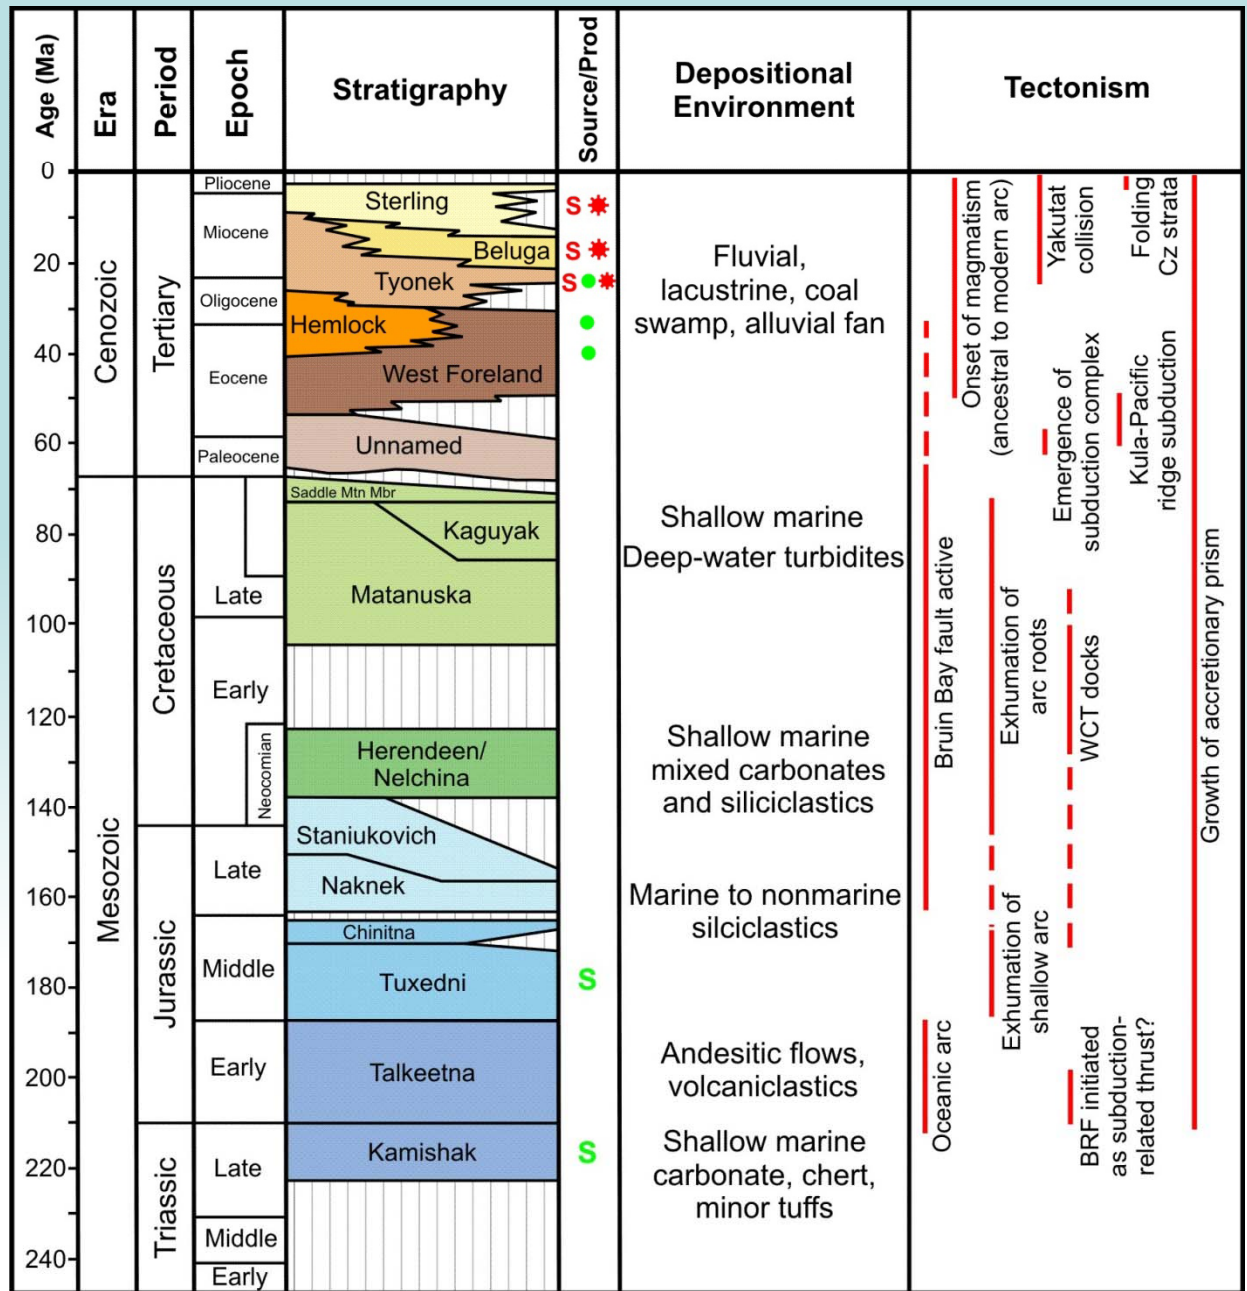 Age (Ma)
Era
Period
Epoch
Stratigraphy
Source/Prod
Depositional
Environment
Tectonism
0
20
40
60
80
100
120
140
160
180
200
220
240
Cenozoic
Mesozoic
Tertiary
Cretaceous
Jurassic
Triassic
Pliocene
Miocene
Oligocene
Eocene
Paleocene
Late
Early
Neocomian
Late
Middle
Early
Late
Middle
Early
Sterling
Beluga
Tyonek
Hemlock
West Foreland
Unnamed
Saddle Mtn Mbr
Kaguyak
Matanuska
Herendeen/
Nelchina
Staniukovich
Naknek
Chinitna
Tuxedni
Talkeetna
Kamishak
S
S
S
S
S
Fluvial,
lacustrine, coal
swamp, alluvial fan
Shallow marine
Deep-water turbidites
Shallow marine
mixed carbonates
and siliciclastics
Marine to nonmarine
silciclastics
Andesitic flows,
volcaniclastics
Shallow marine
carbonate, chert,
minor tuffs
Onset of magmatism
(ancestral to modern arc)
Yakutat
collision
Folding
Cz strata
Emergence of
subduction complex
Kula-Pacific
ridge subduction
Bruin Bay fault active
Exhumation of
arc roots
WCT docks
Growth of accretionary prism
Exhumation of
shallow arc
Oceanic arc
BRF initiated
as subduction-
related thrust?